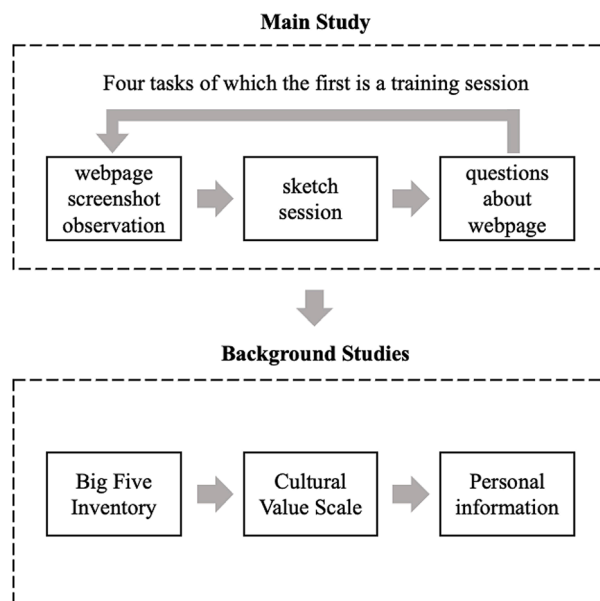 Main Study
Four tasks of which the first is a training session
webpage
screenshot
observation
sketch
session
questions
about
webpage
Background Studies
Big Five
Inventory
Cultural
Value Scale
Personal
information